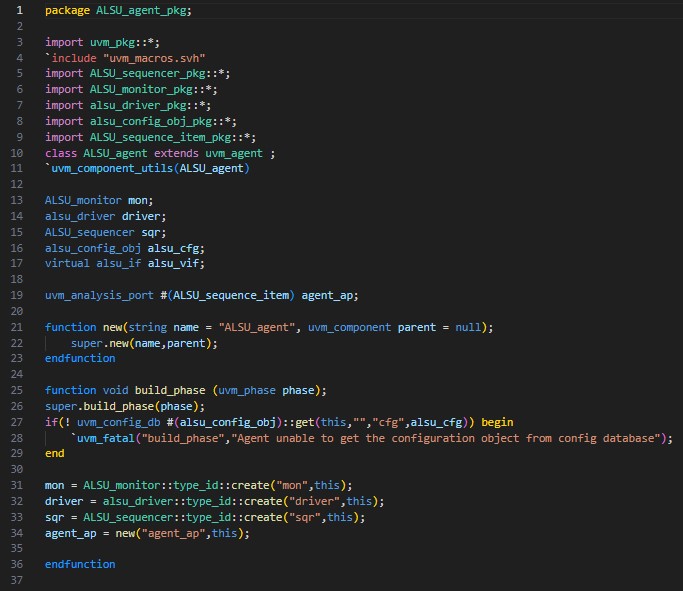 1 package ALSU_agent_pkg;
2
3 import uvm_pkg::*;
4 `include "uvm_macros.svh"
5 import ALSU_sequencer_pkg::*;
6 import ALSU_monitor_pkg::*;
7 import alsu_driver_pkg::*;
8 import alsu_config_obj_pkg::*;
9 import ALSU_sequence_item_pkg::*;
10 class ALSU_agent extends uvm_agent ;
11 `uvm_component_utils(ALSU_agent)
12
13 ALSU_monitor mon;
14 alsu_driver driver;
15 ALSU_sequencer sqr;
16 alsu_config_obj alsu_cfg;
17 virtual alsu_if alsu_vif;
18
19 uvm_analysis_port #(ALSU_sequence_item) agent_ap;
20
21 function new(string name = "ALSU_agent", uvm_component parent = null);
22     super.new(name,parent);
23 endfunction
24
25 function void build_phase (uvm_phase phase);
26 super.build_phase(phase);
27 if(! uvm_config_db #(alsu_config_obj)::get(this,"","cfg",alsu_cfg)) begin
28     `uvm_fatal("build_phase","Agent unable to get the configuration object from config database");
29 end
30
31 mon = ALSU_monitor::type_id::create("mon",this);
32 driver = alsu_driver::type_id::create("driver",this);
33 sqr = ALSU_sequencer::type_id::create("sqr",this);
34 agent_ap = new("agent_ap",this);
35
36 endfunction
37